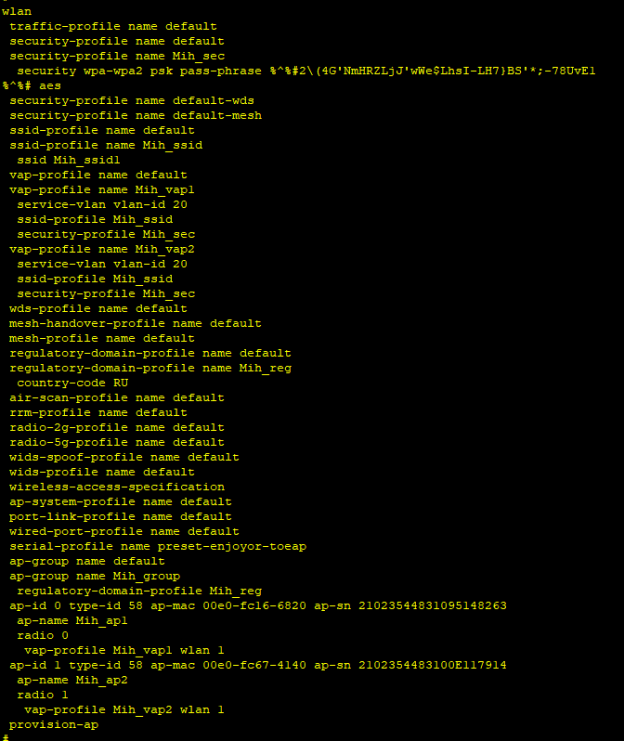 wlan
traffic-profile name default
security-profile name default
security-profile name Mih_sec
security wpa-wpa2 psk pass-phrase %^%#2\(4G'NmHRZLjJ'wWe$LhsI-LH7}BS'*;-78UvE1
%^%# aes
security-profile name default-wds
security-profile name default-mesh
ssid-profile name default
ssid-profile name Mih_ssid
ssid Mih_ssid1
vap-profile name default
vap-profile name Mih_vap1
service-vlan vlan-id 20
ssid-profile Mih_ssid
security-profile Mih_sec
vap-profile name Mih_vap2
service-vlan vlan-id 20
ssid-profile Mih_ssid
security-profile Mih_sec
wds-profile name default
mesh-handover-profile name default
mesh-profile name default
regulatory-domain-profile name default
regulatory-domain-profile name Mih_reg
country-code RU
air-scan-profile name default
rrm-profile name default
radio-2g-profile name default
radio-5g-profile name default
wids-spoof-profile name default
wids-profile name default
wireless-access-specification
ap-system-profile name default
port-link-profile name default
wired-port-profile name default
serial-profile name preset-enjoyor-toeap
ap-group name default
ap-group name Mih_group
regulatory-domain-profile Mih_reg
ap-id 0 type-id 58 ap-mac 00e0-fc16-6820 ap-sn 21023544831095148263
ap-name Mih_ap1
radio 0
vap-profile Mih_vap1 wlan 1
ap-id 1 type-id 58 ap-mac 00e0-fc67-4140 ap-sn 2102354483100E117914
ap-name Mih_ap2
radio 1
vap-profile Mih_vap2 wlan 1
provision-ap
#